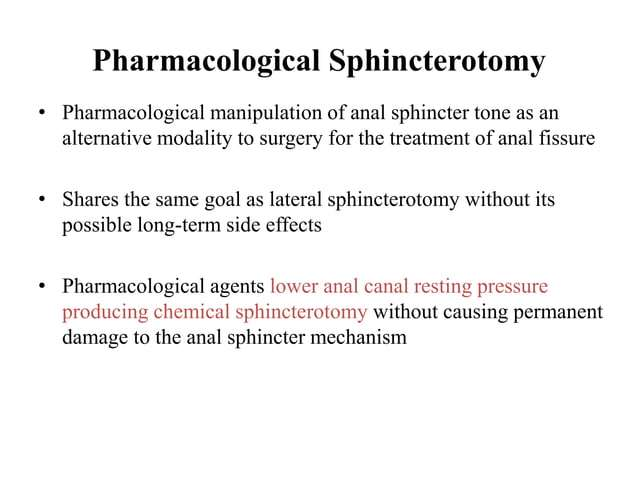 Pharmacological Sphincterotomy
• Pharmacological manipulation of anal sphincter tone as an
alternative modality to surgery for the treatment of anal fissure
• Shares the same goal as lateral sphincterotomy without its
possible long-term side effects
• Pharmacological agents lower anal canal resting pressure
producing chemical sphincterotomy without causing permanent
damage to the anal sphincter mechanism